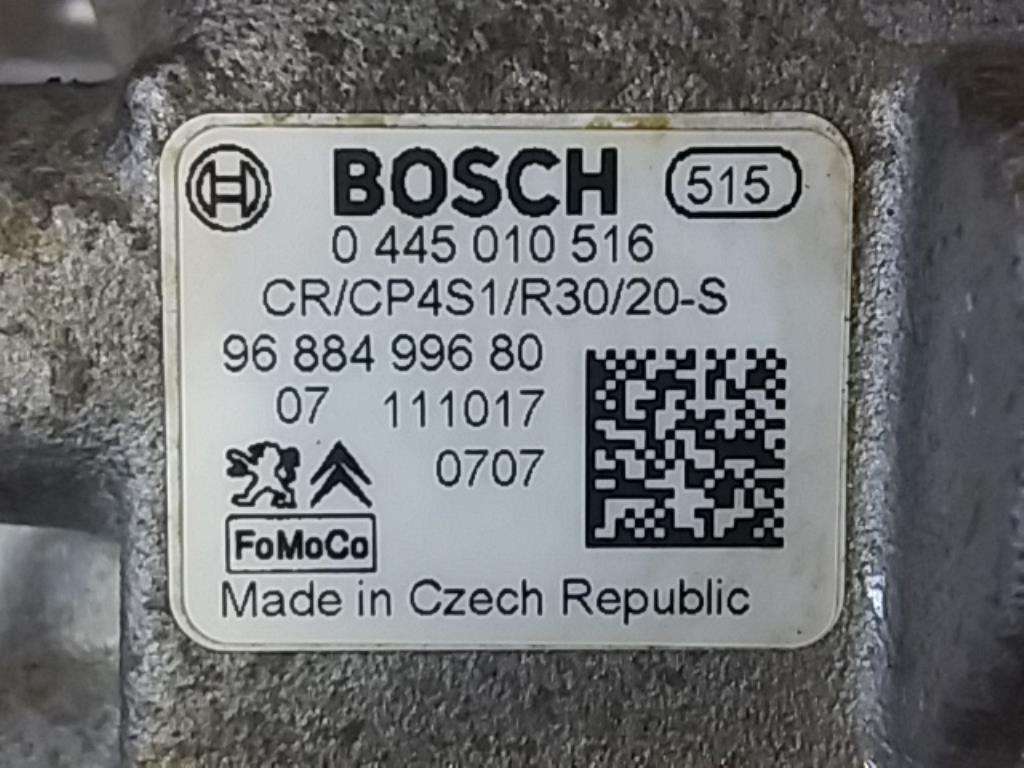 BOSCH 515
0 445 010 516
CR/CP4S1/R30/20-S
96 884 996 80
07 111017
0707
FoMoCo
Made in Czech Republic